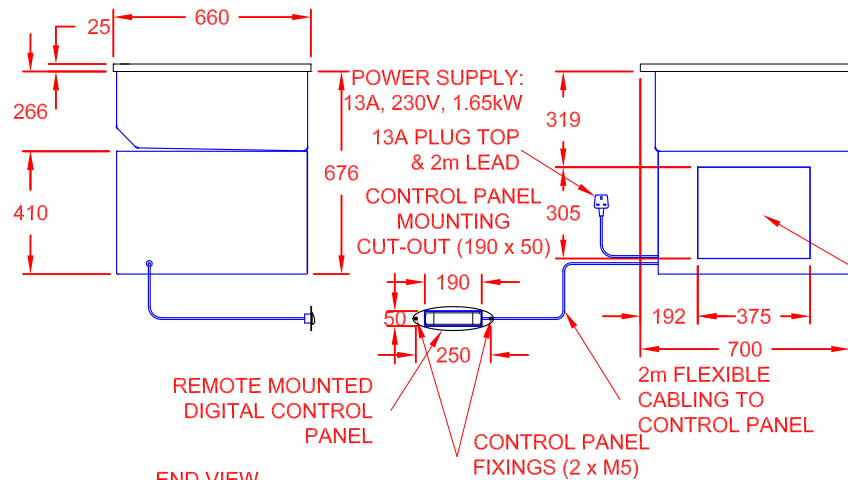 660
25
266
410
676
POWER SUPPLY:
13A, 230V, 1.65kW
13A PLUG TOP
& 2m LEAD
CONTROL PANEL
MOUNTING
CUT-OUT (190 x 50)
190
50
250
REMOTE MOUNTED
DIGITAL CONTROL
PANEL
CONTROL PANEL
FIXINGS (2 x M5)
319
305
192
375
700
2m FLEXIBLE
CABLING TO
CONTROL PANEL
END VIEW